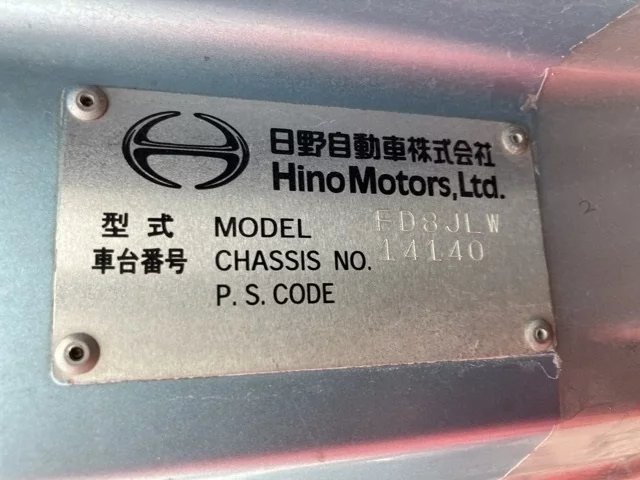 日野自動車株式会社
Hino Motors, Ltd.
型式 MODEL FD8JLW
車台番号 CHASSIS NO. 14140
P.S. CODE
2